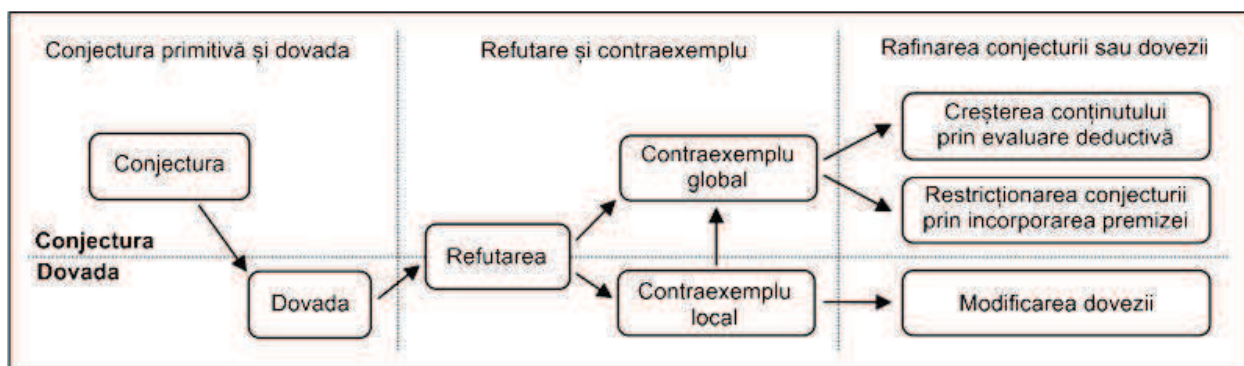 Conjectura primitivă și dovada
Refutare și contraexemplu
Rafinarea conjecturii sau dovezii
Conjectura
Conjectura
Dovada
Dovada
Refutarea
Contraexemplu
global
Contraexemplu
local
Creșterea conținutului
prin evaluare deductivă
Restricționarea conjecturii
prin incorporarea premizei
Modificarea dovezii